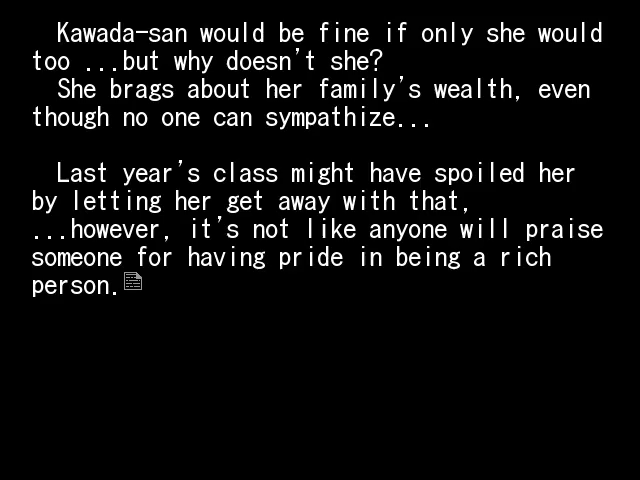 Kawada-san would be fine if only she would
too ...but why doesn't she?
She brags about her family's wealth, even
though no one can sympathize...
Last year's class might have spoiled her
by letting her get away with that,
...however, it's not like anyone will praise
someone for having pride in being a rich
person.